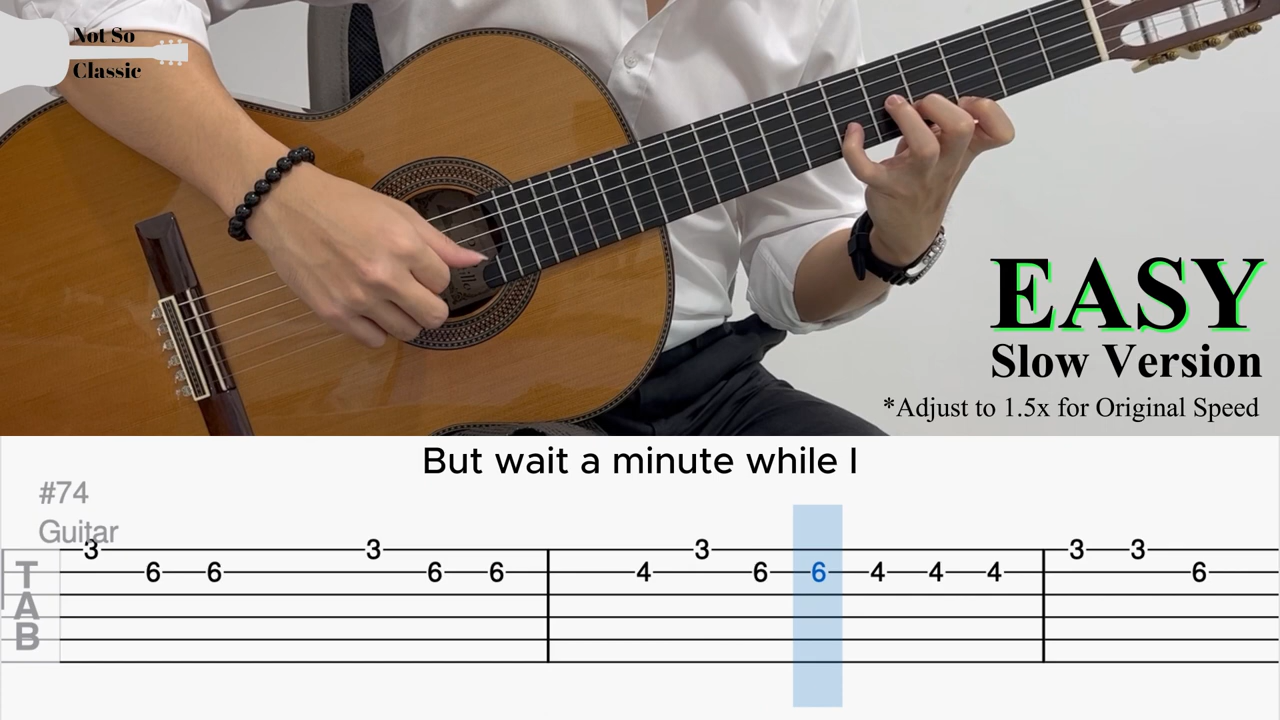 Not So
Classic
EASY
Slow Version
*Adjust to 1.5x for Original Speed
But wait a minute while I
#74
Guitar
3 6 6 3 6 6 4 3 6 6 4 4 4 3 3 6
T
A
B